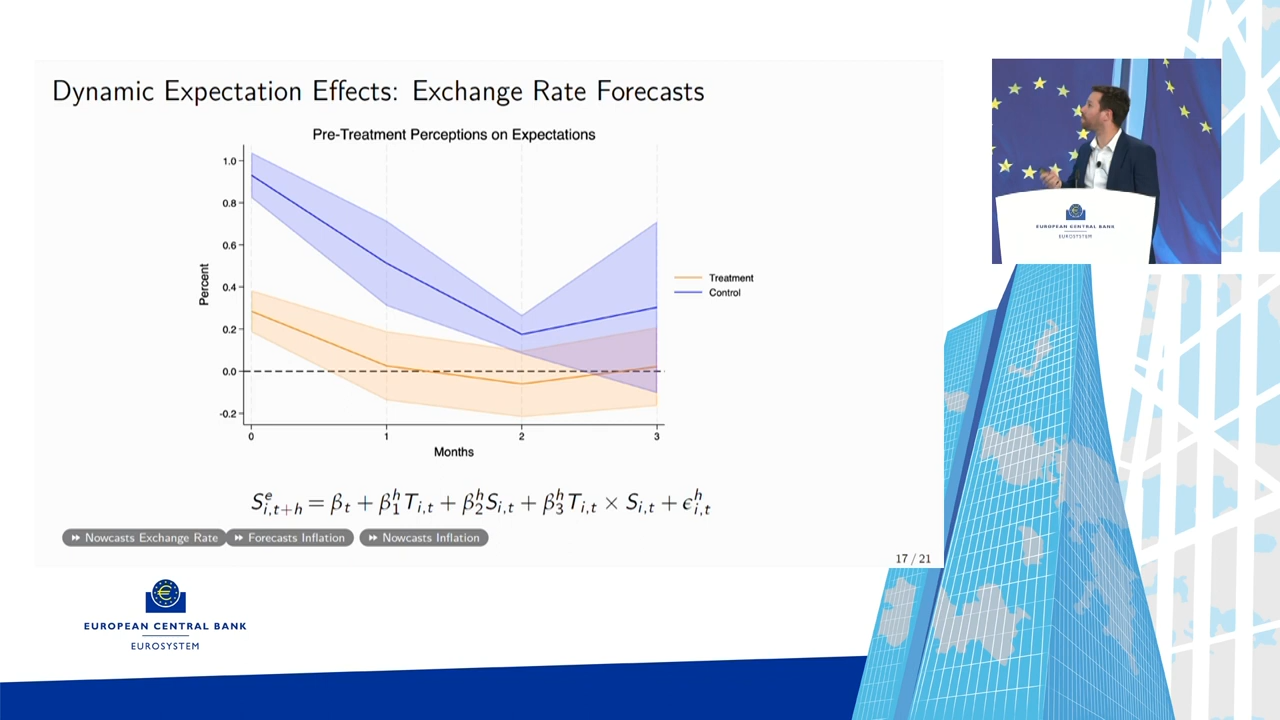 Dynamic Expectation Effects: Exchange Rate Forecasts
Pre-Treatment Perceptions on Expectations
1.0
0.8
0.6
0.4
0.2
0.0
-0.2
Percent
0 1 2 3
Months
Treatment
Control
S^e_{i,t+h} = β_t + β_1^h T_{i,t} + β_2^h S_{i,t} + β_3^h T_{i,t} × S_{i,t} + ϵ^h_{i,t}
Nowcasts Exchange Rate Forecasts Inflation Nowcasts Inflation
17 / 21
EUROPEAN CENTRAL BANK
EUROSYSTEM
EUROPEAN CENTRAL BANK
EUROSYSTEM